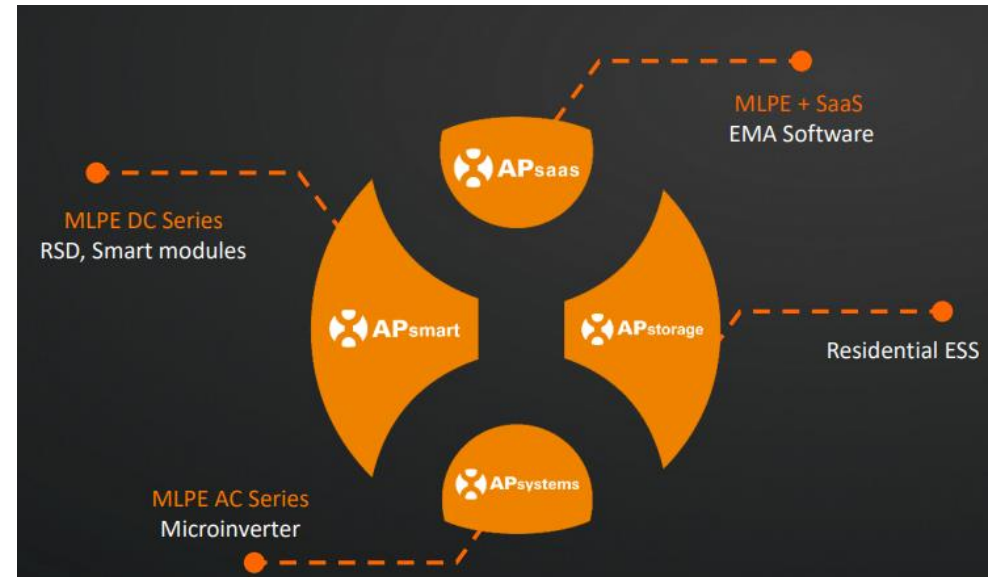 MLPE + SaaS
EMA Software
APsaas
MLPE DC Series
RSD, Smart modules
APsmart
APstorage
Residential ESS
APsystems
MLPE AC Series
Microinverter